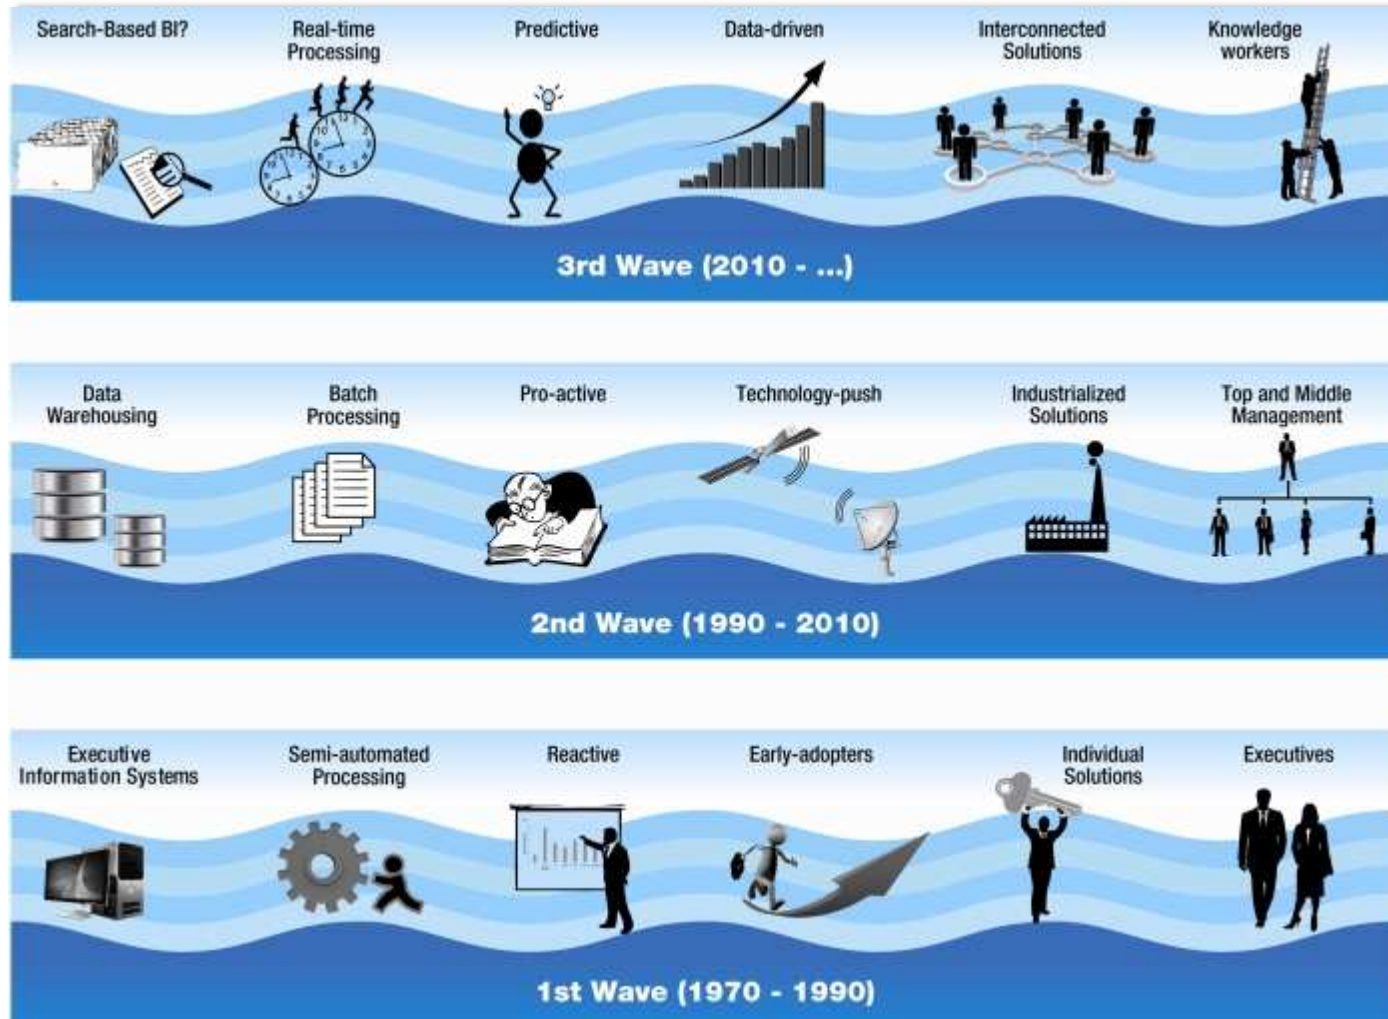 Search-Based BI?
Real-time
Processing
Predictive
Data-driven
Interconnected
Solutions
Knowledge
workers
3rd Wave (2010 - ...)
Data
Warehousing
Batch
Processing
Pro-active
Technology-push
Industrialized
Solutions
Top and Middle
Management
2nd Wave (1990 - 2010)
Executive
Information Systems
Semi-automated
Processing
Reactive
Early-adopters
Individual
Solutions
Executives
1st Wave (1970 - 1990)